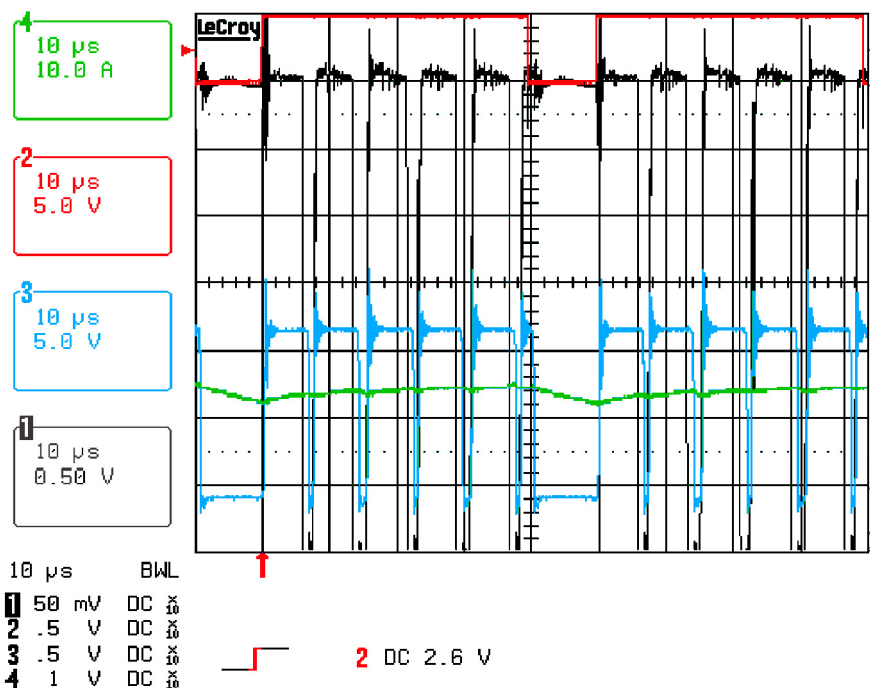 LeCroy
4
10 µs
10.0 A
2
10 µs
5.0 V
3
10 µs
5.0 V
1
10 µs
0.50 V
10 µs BWL
1 50 mV DC X10
2 .5 V DC X10
3 .5 V DC X10
4 1 V DC X10
2 DC 2.6 V